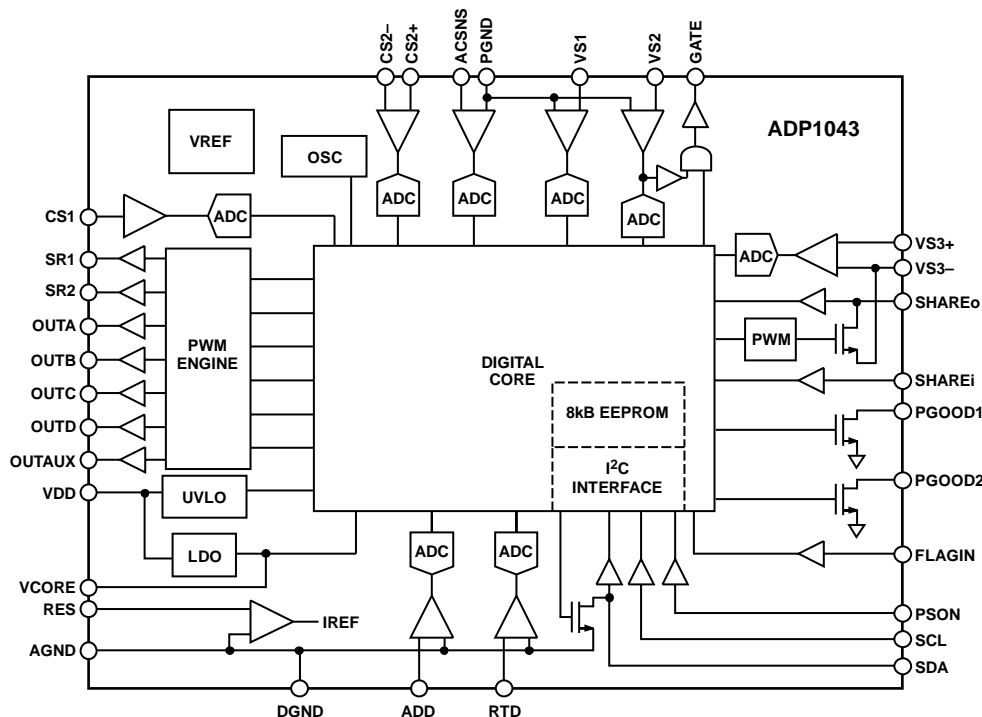 CS2–
CS2+
ACSNS
PGND
VS1
VS2
GATE
ADP1043
VREF
OSC
ADC
ADC
ADC
ADC
CS1
ADC
SR1
SR2
OUTA
OUTB
OUTC
OUTD
OUTAUX
PWM
ENGINE
DIGITAL
CORE
8kB EEPROM
I²C
INTERFACE
ADC
VS3+
VS3–
SHAREo
PWM
SHAREi
PGOOD1
PGOOD2
VDD
UVLO
LDO
VCORE
RES
IREF
AGND
ADC
ADC
FLAGIN
PSON
SCL
SDA
DGND
ADD
RTD